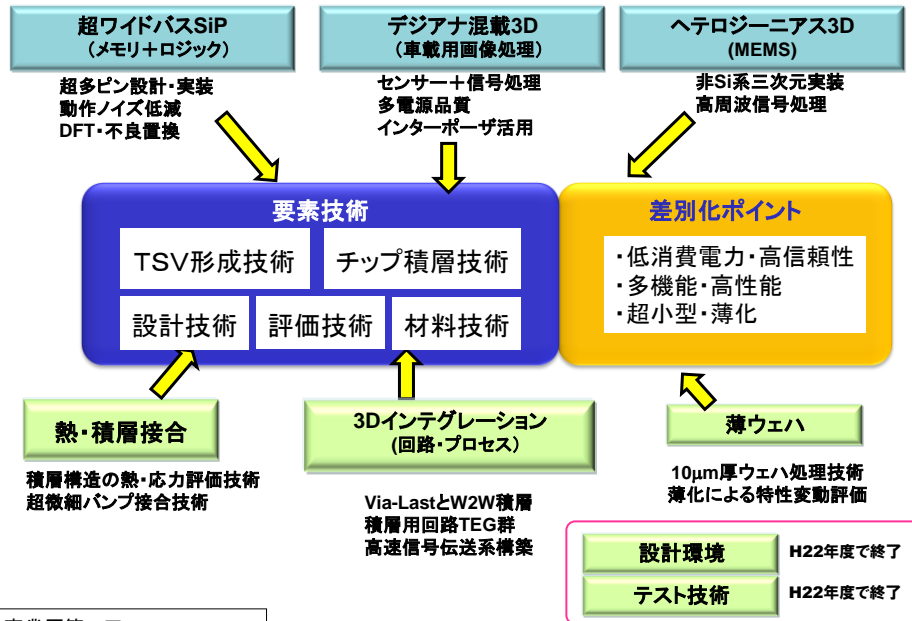 超ワイドバスSiP
（メモリ＋ロジック）
超多ピン設計・実装
動作ノイズ低減
DFT・不良置換
デジアナ混載3D
（車載用画像処理）
センサー＋信号処理
多電源品質
インターポーザ活用
ヘテロジーニアス3D
(MEMS)
非Si系三次元実装
高周波信号処理
要素技術
TSV形成技術
チップ積層技術
設計技術
評価技術
材料技術
差別化ポイント
・低消費電力・高信頼性
・多機能・高性能
・超小型・薄化
熱・積層接合
積層構造の熱・応力評価技術
超微細バンプ接合技術
3Dインテグレーション
(回路・プロセス）
Via-LastとW2W積層
積層用回路TEG群
高速信号伝送系構築
薄ウェハ
10μm厚ウェハ処理技術
薄化による特性変動評価
設計環境 H22年度で終了
テスト技術 H22年度で終了